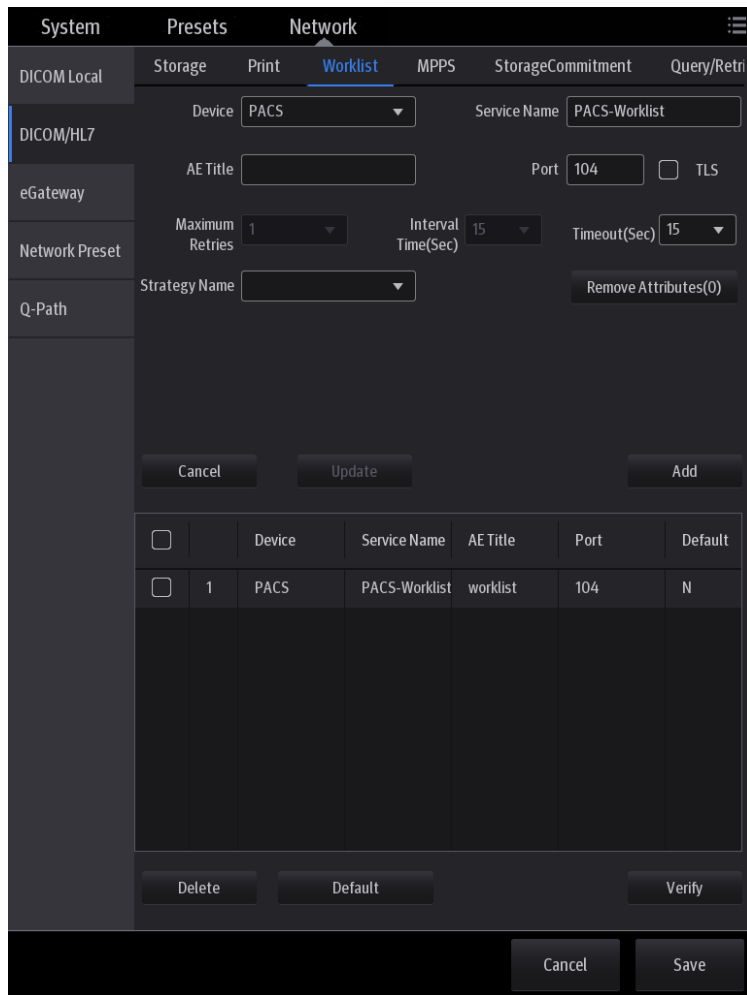 System Presets Network
DICOM Local
DICOM/HL7
eGateway
Network Preset
Q-Path
Storage Print Worklist MPPS StorageCommitment Query/Retri
Device PACS Service Name PACS-Worklist
AE Title Port 104 TLS
Maximum Retries 1 Interval Time(Sec) 15 Timeout(Sec) 15
Strategy Name Remove Attributes(0)
Cancel Update Add
Device Service Name AE Title Port Default
1 PACS PACS-Worklist worklist 104 N
Delete Default Verify
Cancel Save